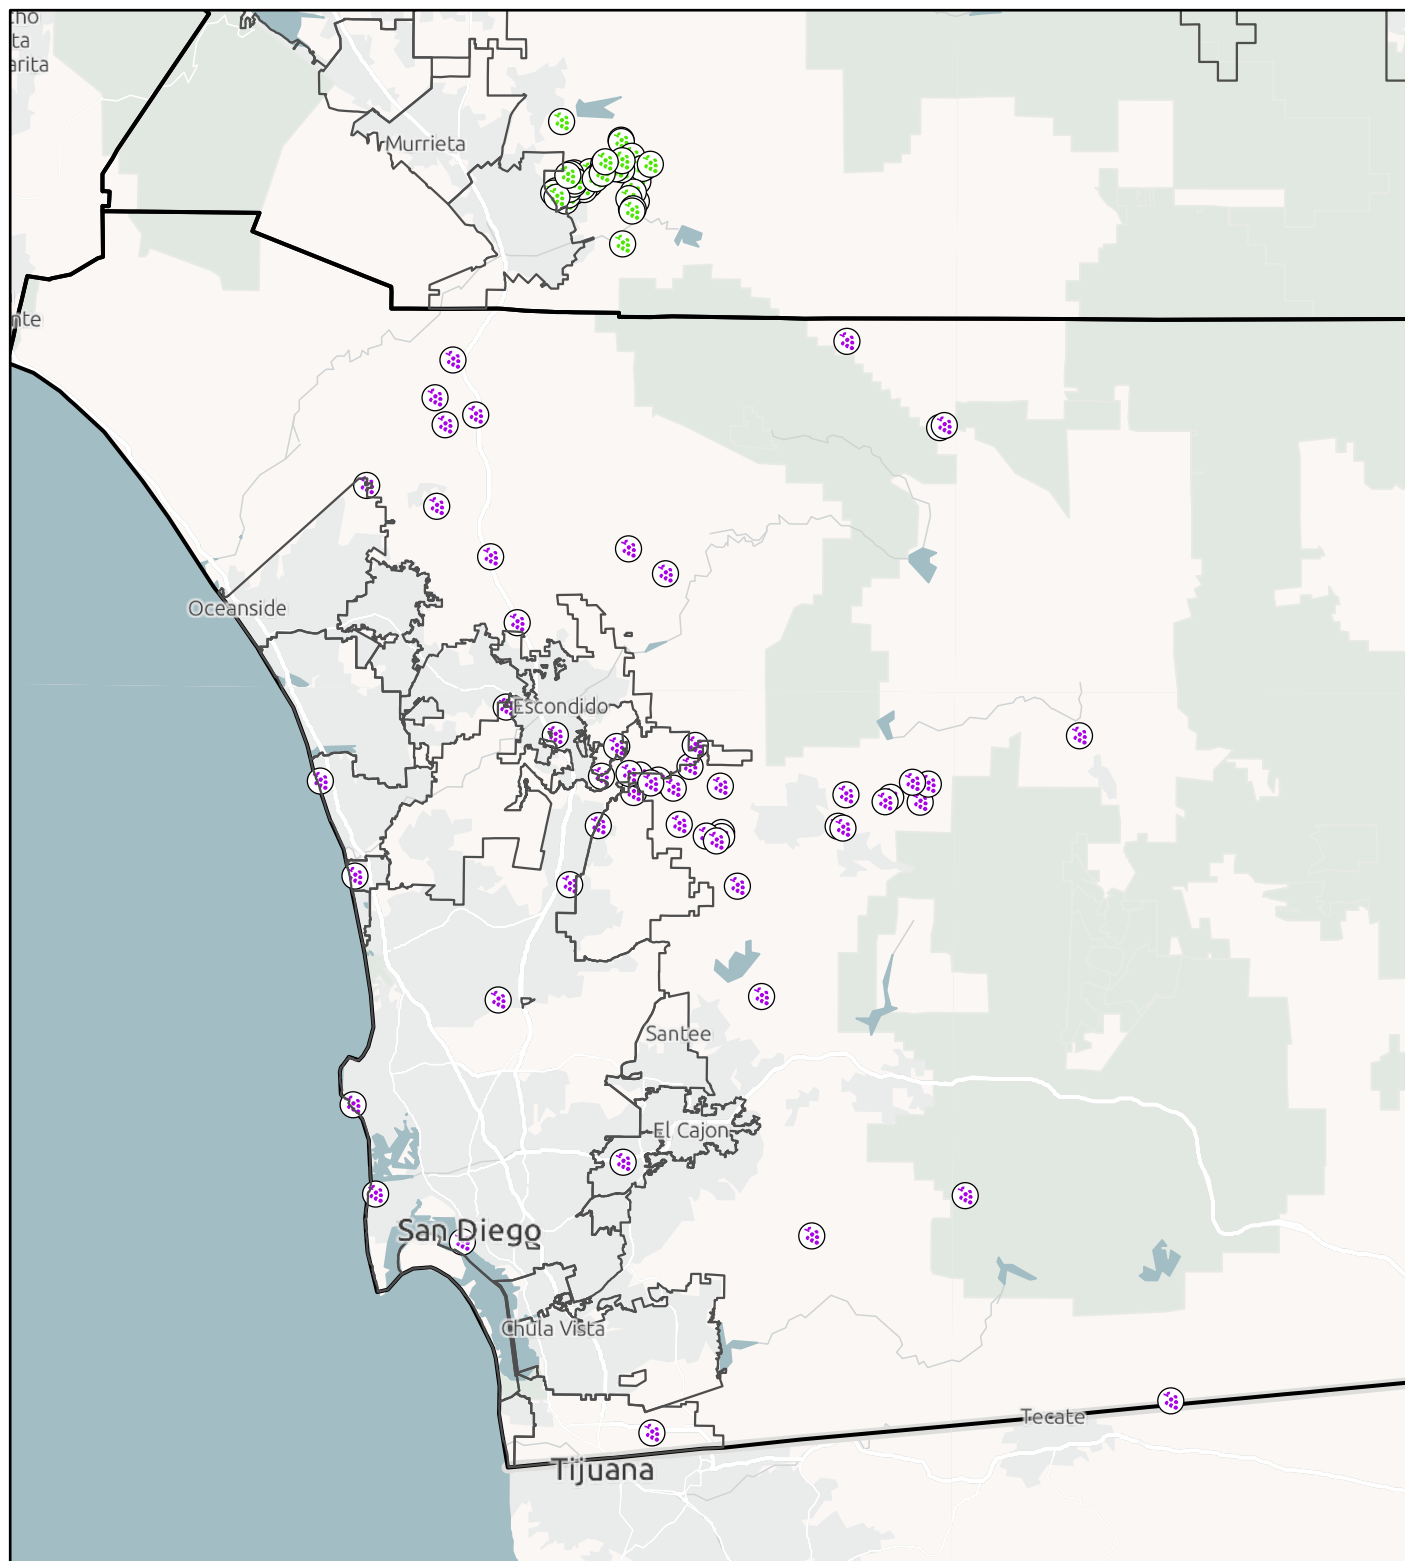 Murrieta
Oceanside
Escondido
Santee
El Cajon
San Diego
Chula Vista
Tecate
Tijuana